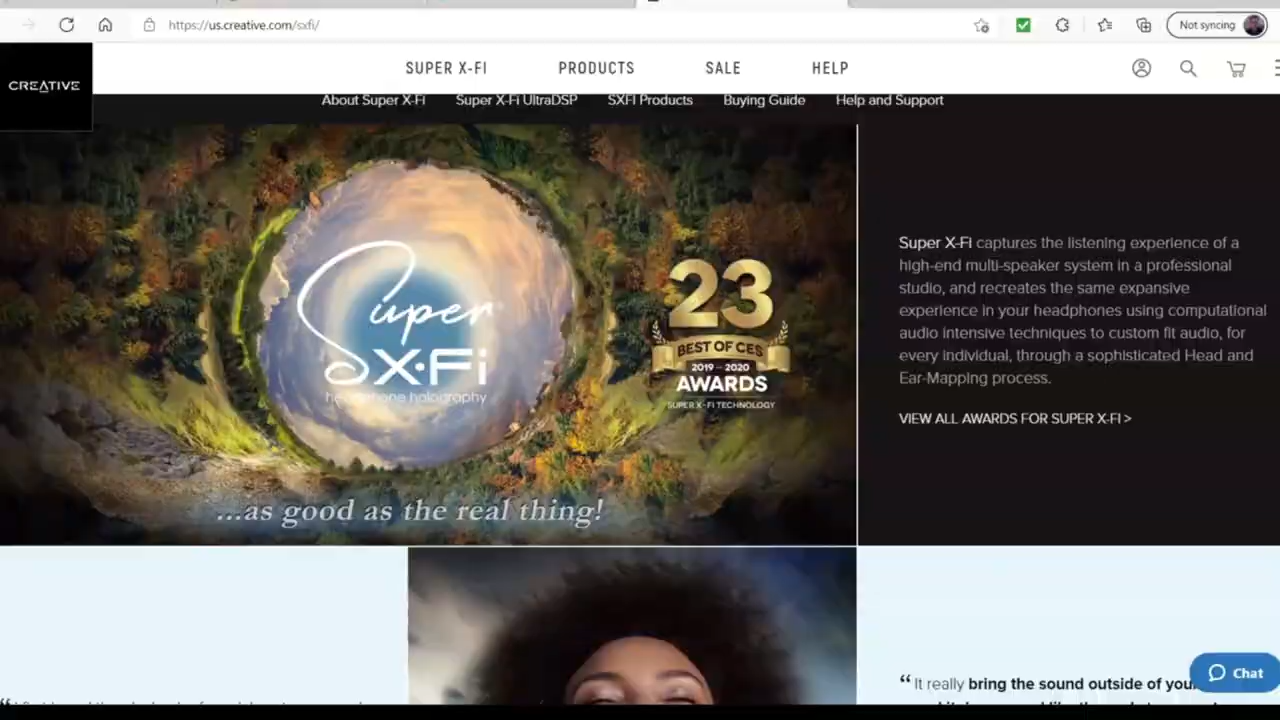 https://us.creative.com/sxfi/
Not syncing
CREATIVE
SUPER X-FI PRODUCTS SALE HELP
About Super X-Fi Super X-Fi UltraDSP SXFI Products Buying Guide Help and Support
Super
X-Fi
headphone holography
23
BEST OF CES
2019 – 2020
AWARDS
SUPER X-FI TECHNOLOGY
...as good as the real thing!
Super X-Fi captures the listening experience of a
high-end multi-speaker system in a professional
studio, and recreates the same expansive
experience in your headphones using computational
audio intensive techniques to custom fit audio, for
every individual, through a sophisticated Head and
Ear-Mapping process.
VIEW ALL AWARDS FOR SUPER X-FI >
“It really bring the sound outside of your
Chat